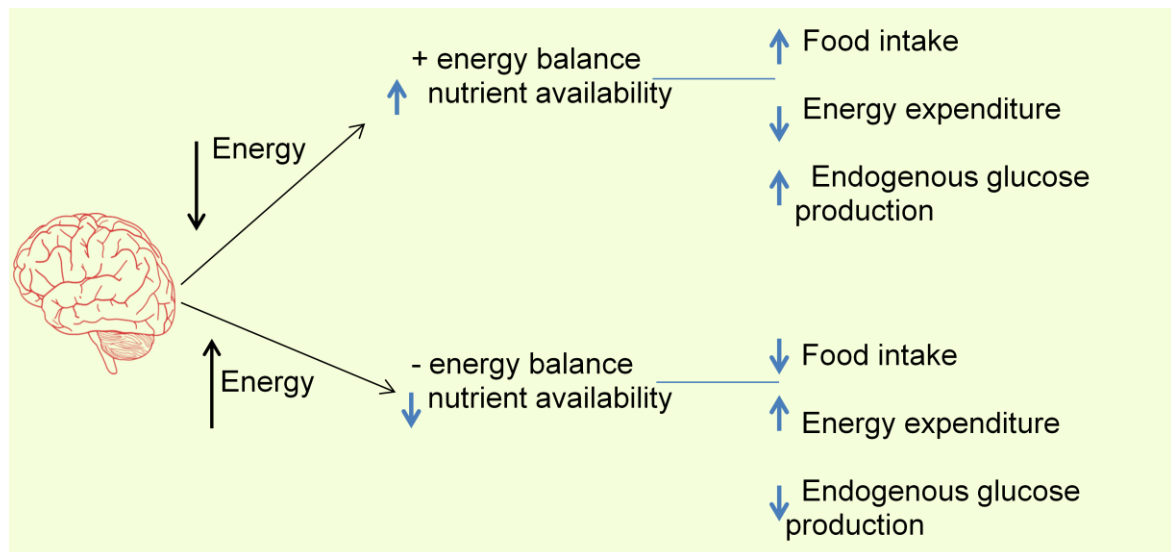 Energy
+ energy balance
nutrient availability
Food intake
Energy expenditure
Endogenous glucose
production
Energy
- energy balance
nutrient availability
Food intake
Energy expenditure
Endogenous glucose
production